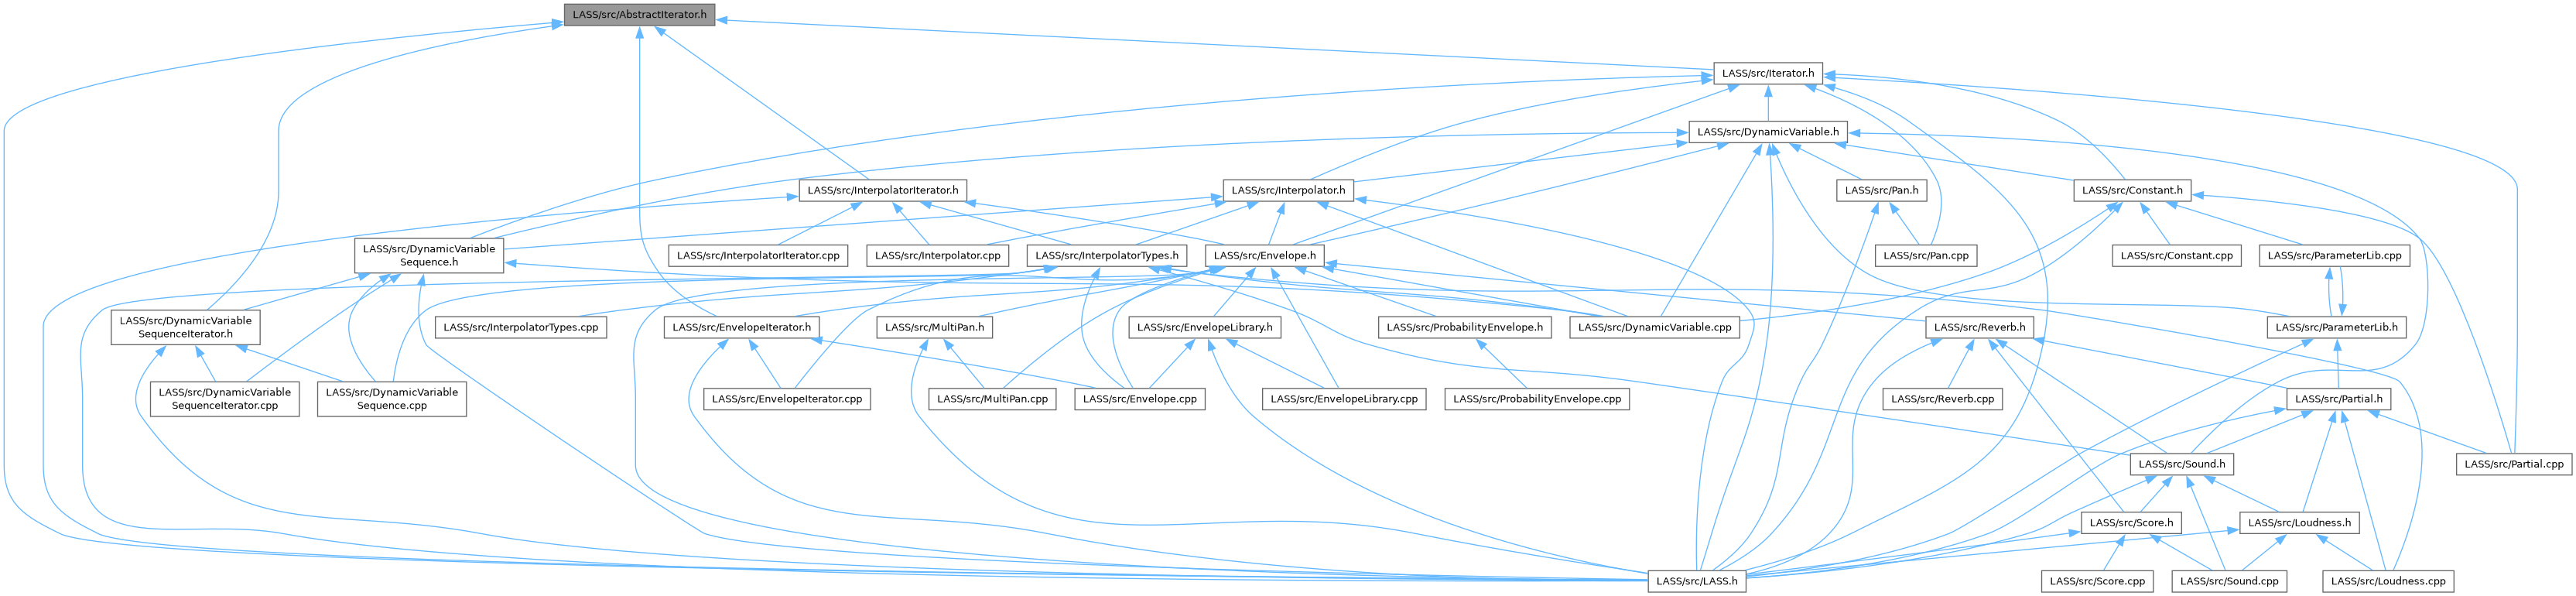 LASS/src/AbstractIterator.h
LASS/src/Iterator.h
LASS/src/DynamicVariable.h
LASS/src/InterpolatorIterator.h
LASS/src/Interpolator.h
LASS/src/Pan.h
LASS/src/Constant.h
LASS/src/DynamicVariable
Sequence.h
LASS/src/InterpolatorIterator.cpp
LASS/src/Interpolator.cpp
LASS/src/InterpolatorTypes.h
LASS/src/Envelope.h
LASS/src/Pan.cpp
LASS/src/Constant.cpp
LASS/src/ParameterLib.cpp
LASS/src/DynamicVariable
SequenceIterator.h
LASS/src/InterpolatorTypes.cpp
LASS/src/EnvelopeIterator.h
LASS/src/MultiPan.h
LASS/src/EnvelopeLibrary.h
LASS/src/ProbabilityEnvelope.h
LASS/src/DynamicVariable.cpp
LASS/src/Reverb.h
LASS/src/ParameterLib.h
LASS/src/DynamicVariable
SequenceIterator.cpp
LASS/src/DynamicVariable
Sequence.cpp
LASS/src/EnvelopeIterator.cpp
LASS/src/MultiPan.cpp
LASS/src/Envelope.cpp
LASS/src/EnvelopeLibrary.cpp
LASS/src/ProbabilityEnvelope.cpp
LASS/src/Reverb.cpp
LASS/src/Partial.h
LASS/src/Sound.h
LASS/src/Partial.cpp
LASS/src/Score.h
LASS/src/Loudness.h
LASS/src/LASS.h
LASS/src/Score.cpp
LASS/src/Sound.cpp
LASS/src/Loudness.cpp